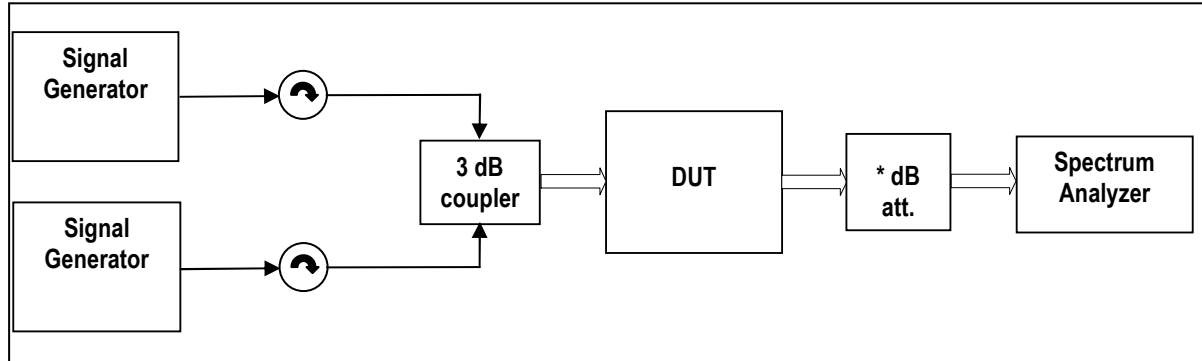 Signal
Generator
3 dB
coupler
DUT
* dB
att.
Spectrum
Analyzer
Signal
Generator